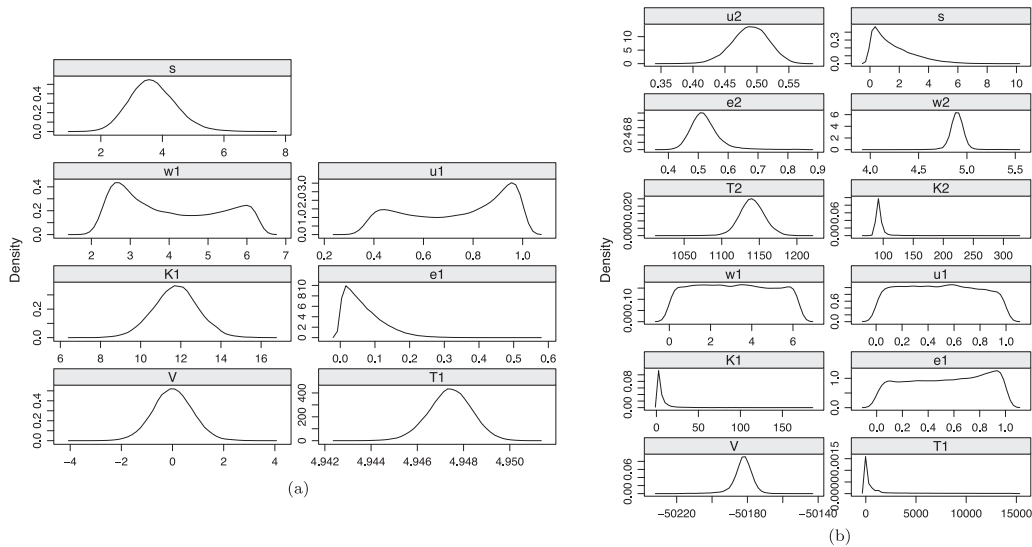 s
0.0 0.2 0.4
2 4 6 8
w1
0.0 0.2 0.4
2 3 4 5 6 7
u1
0.0 1.0 2.0 3.0
0.2 0.4 0.6 0.8 1.0
K1
0.0 0.2
6 8 10 12 14 16
e1
0 2 4 6 8 10
0.0 0.1 0.2 0.3 0.4 0.5 0.6
V
0.0 0.2 0.4
−4 −2 0 2 4
T1
0 200 400
4.942 4.944 4.946 4.948 4.950
Density
(a)
u2
0 5 10
0.35 0.40 0.45 0.50 0.55
s
0.0 0.3
0 2 4 6 8 10
e2
02468
0.4 0.5 0.6 0.7 0.8 0.9
w2
0 2 4 6
4.0 4.5 5.0 5.5
T2
0.000 0.020
1050 1100 1150 1200
K2
0.00 0.06
100 150 200 250 300
w1
0.00 0.10
0 2 4 6
u1
0.0 0.6
0.0 0.2 0.4 0.6 0.8 1.0
K1
0.00 0.08
0 50 100 150
e1
0.0 1.0
0.0 0.2 0.4 0.6 0.8 1.0
V
0.00 0.06
−50220 −50180 −50140
T1
0.0000 0.0015
0 5000 10000 15000
Density
(b)